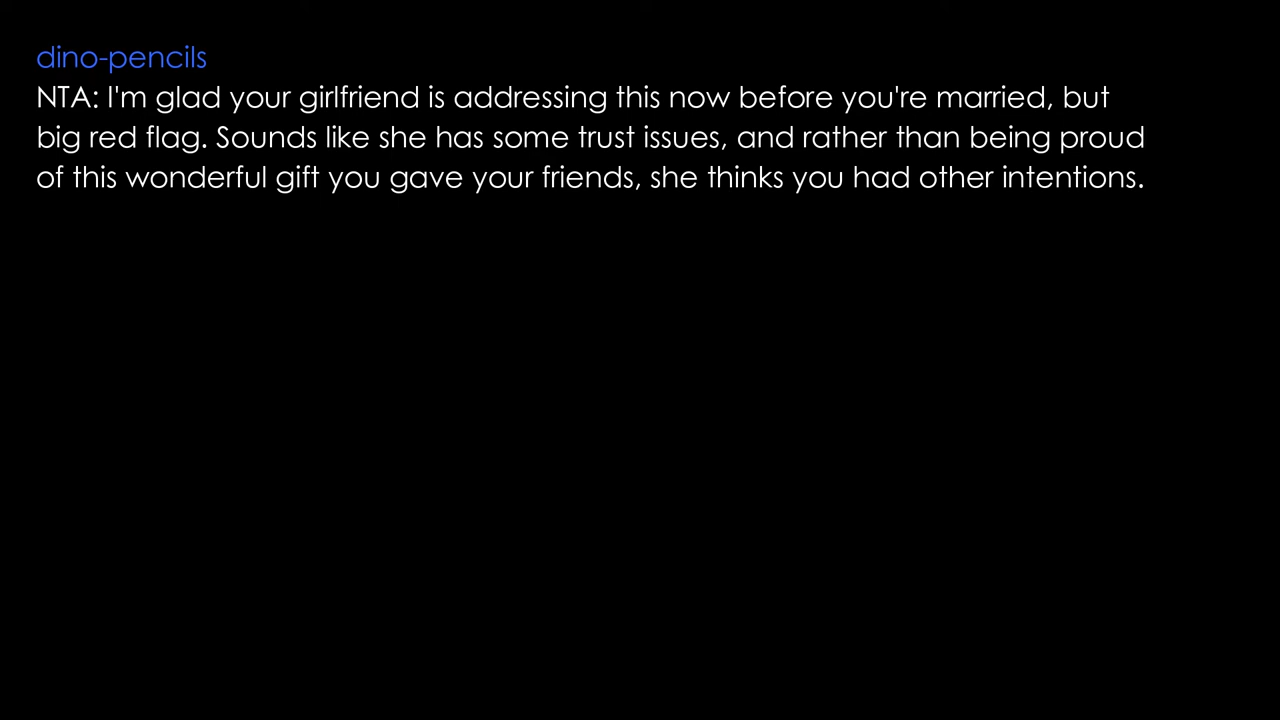 dino-pencils
NTA: I'm glad your girlfriend is addressing this now before you're married, but
big red flag. Sounds like she has some trust issues, and rather than being proud
of this wonderful gift you gave your friends, she thinks you had other intentions.